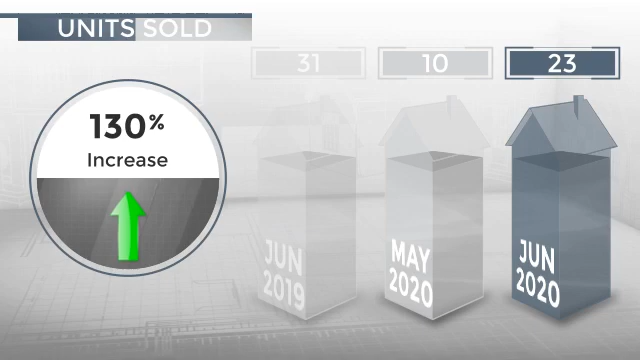 UNITS SOLD
31
10
23
130%
Increase
JUN
2019
MAY
2020
JUN
2020